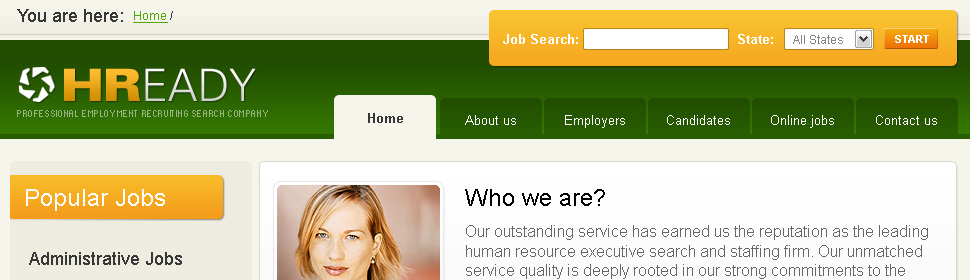 You are here: Home /
Job Search: State: All States START
HREADY
PROFESSIONAL EMPLOYMENT RECRUITING SEARCH COMPANY
Home About us Employers Candidates Online jobs Contact us
Popular Jobs
Administrative Jobs
Who we are?
Our outstanding service has earned us the reputation as the leading
human resource executive search and staffing firm. Our unmatched
service quality is deeply rooted in our strong commitments to the